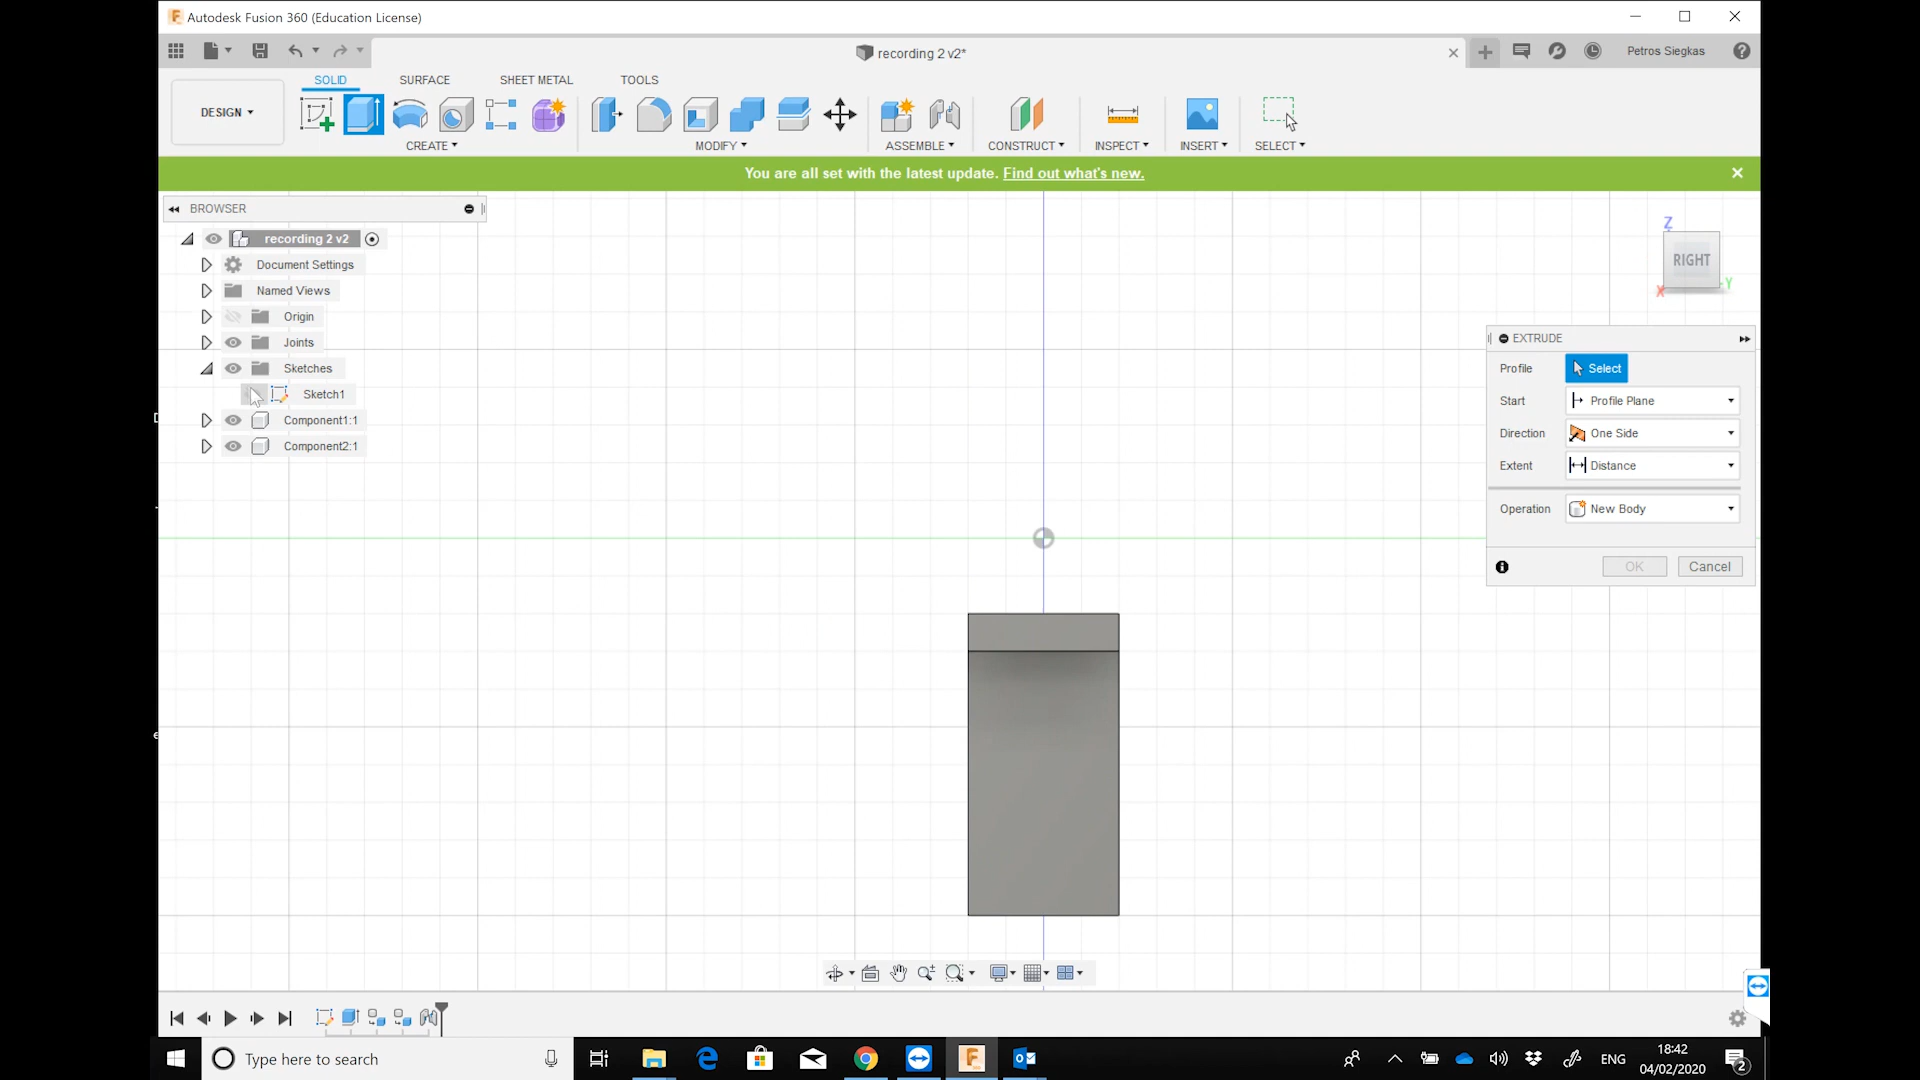 Autodesk Fusion 360 (Education License)
recording 2 v2*
Petros Siegkas
SOLID SURFACE SHEET METAL TOOLS
DESIGN
CREATE MODIFY ASSEMBLE CONSTRUCT INSPECT INSERT SELECT
You are all set with the latest update. Find out what's new.
BROWSER
recording 2 v2
Document Settings
Named Views
Origin
Joints
Sketches
Sketch1
Component1:1
Component2:1
Z
RIGHT
X
Y
EXTRUDE
Profile Select
Start Profile Plane
Direction One Side
Extent Distance
Operation New Body
OK Cancel
Type here to search
ENG
18:42
04/02/2020
2